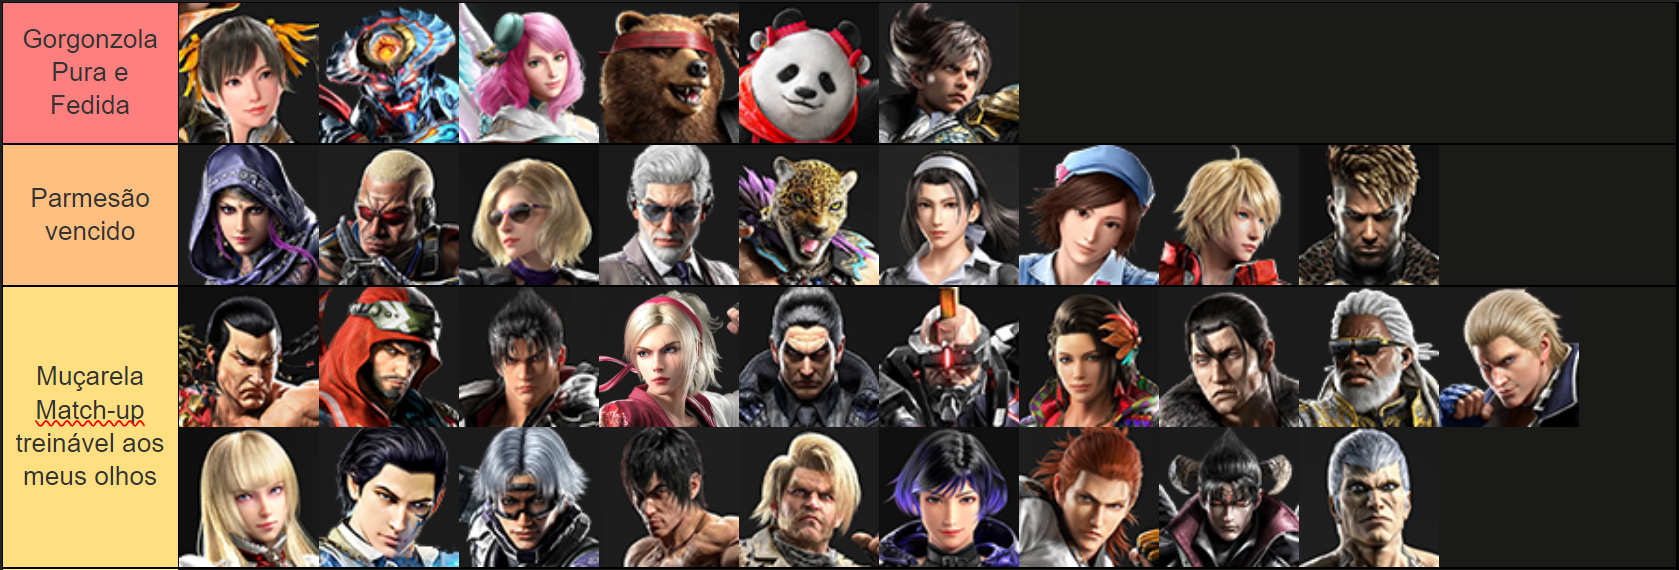 Gorgonzola
Pura e
Fedida
Parmesão
vencido
Muçarela
Match-up
treinável aos
meus olhos